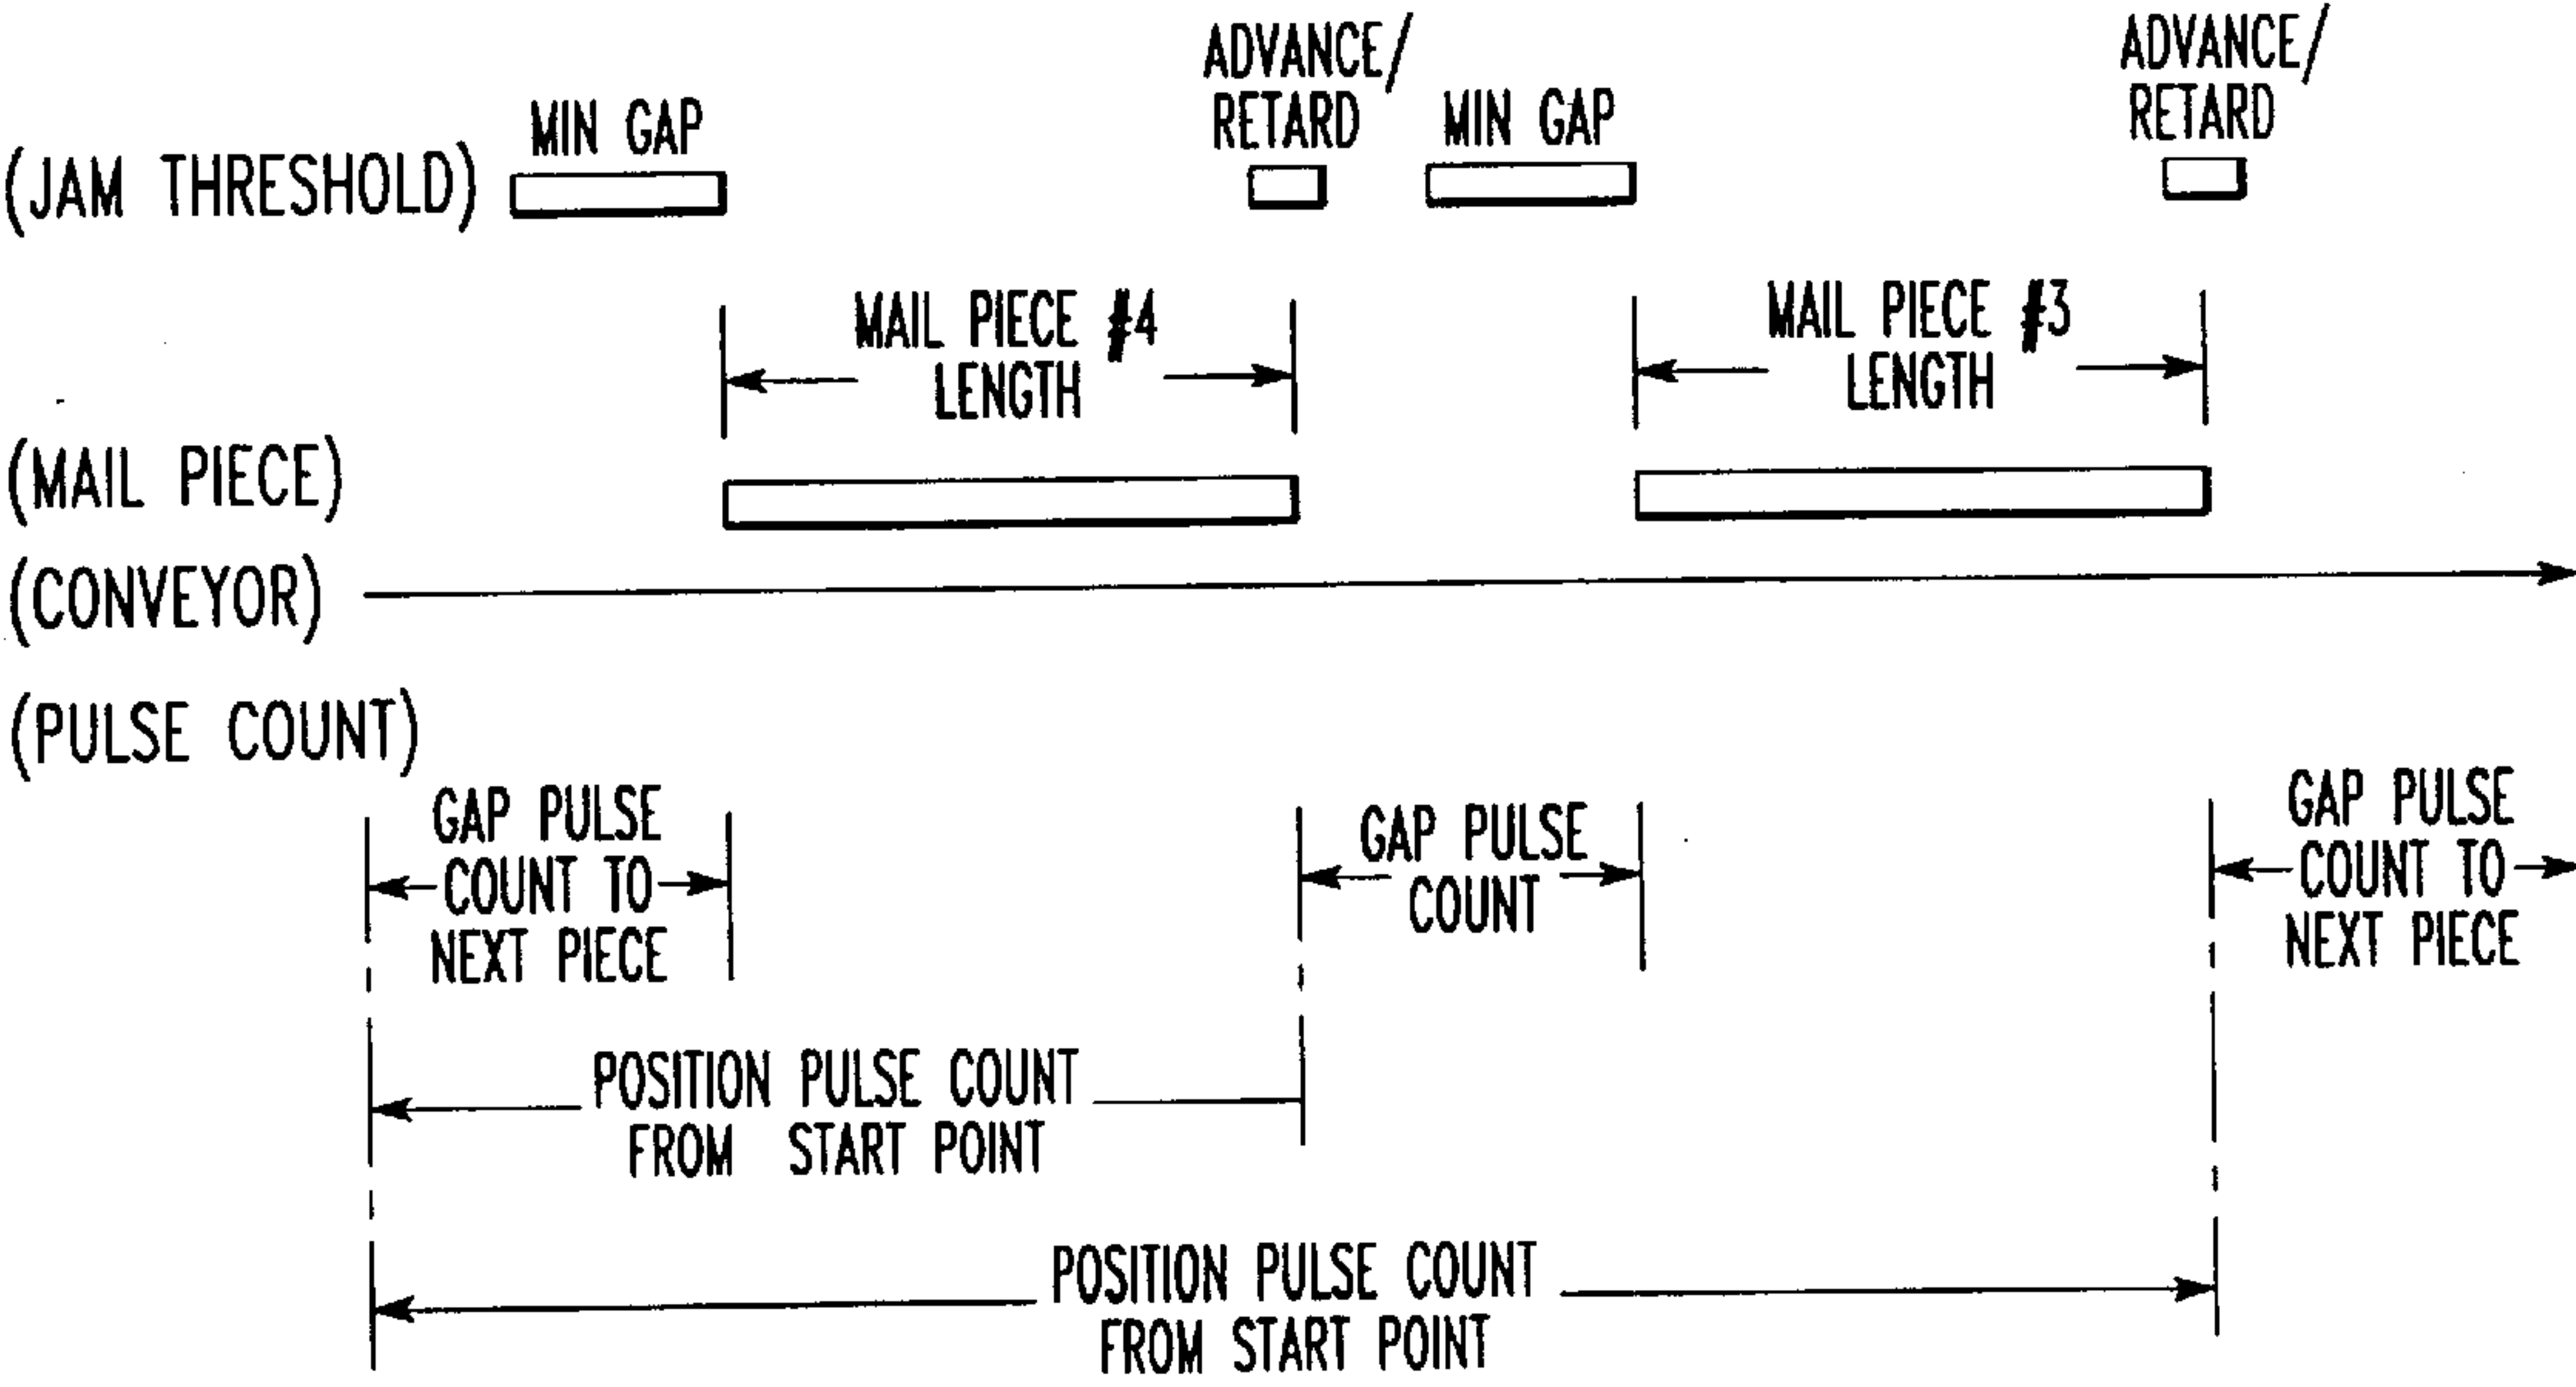 ADVANCE/
RETARD
ADVANCE/
RETARD
MIN GAP
MIN GAP
(JAM THRESHOLD)
MAIL PIECE #4
LENGTH
MAIL PIECE #3
LENGTH
(MAIL PIECE)
(CONVEYOR)
(PULSE COUNT)
GAP PULSE
COUNT TO
NEXT PIECE
GAP PULSE
COUNT
GAP PULSE
COUNT TO
NEXT PIECE
POSITION PULSE COUNT
FROM START POINT
POSITION PULSE COUNT
FROM START POINT